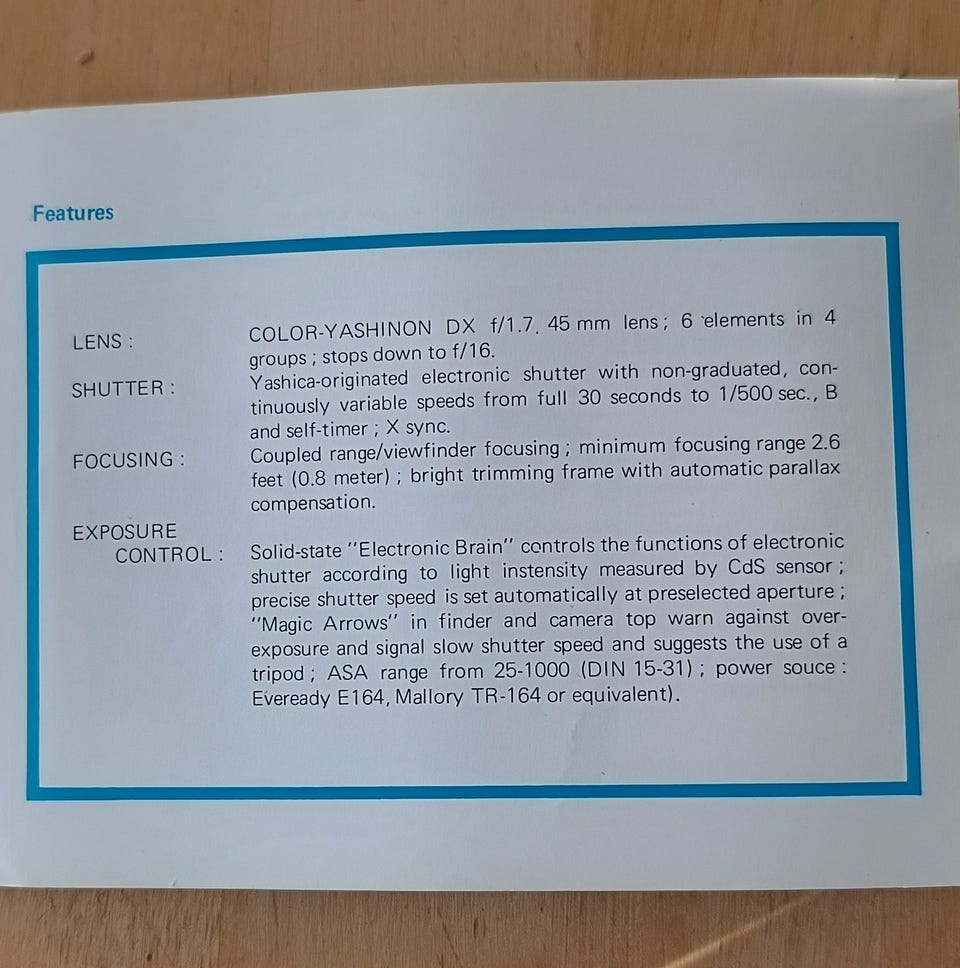 Features
LENS : COLOR-YASHINON DX f/1.7. 45 mm lens ; 6 elements in 4
groups ; stops down to f/16.
SHUTTER : Yashica-originated electronic shutter with non-graduated, con-
tinuously variable speeds from full 30 seconds to 1/500 sec., B
and self-timer ; X sync.
FOCUSING : Coupled range/viewfinder focusing ; minimum focusing range 2.6
feet (0.8 meter) ; bright trimming frame with automatic parallax
compensation.
EXPOSURE
CONTROL : Solid-state "Electronic Brain" controls the functions of electronic
shutter according to light instensity measured by CdS sensor ;
precise shutter speed is set automatically at preselected aperture ;
"Magic Arrows" in finder and camera top warn against over-
exposure and signal slow shutter speed and suggests the use of a
tripod ; ASA range from 25-1000 (DIN 15-31) ; power souce :
Eveready E164, Mallory TR-164 or equivalent).